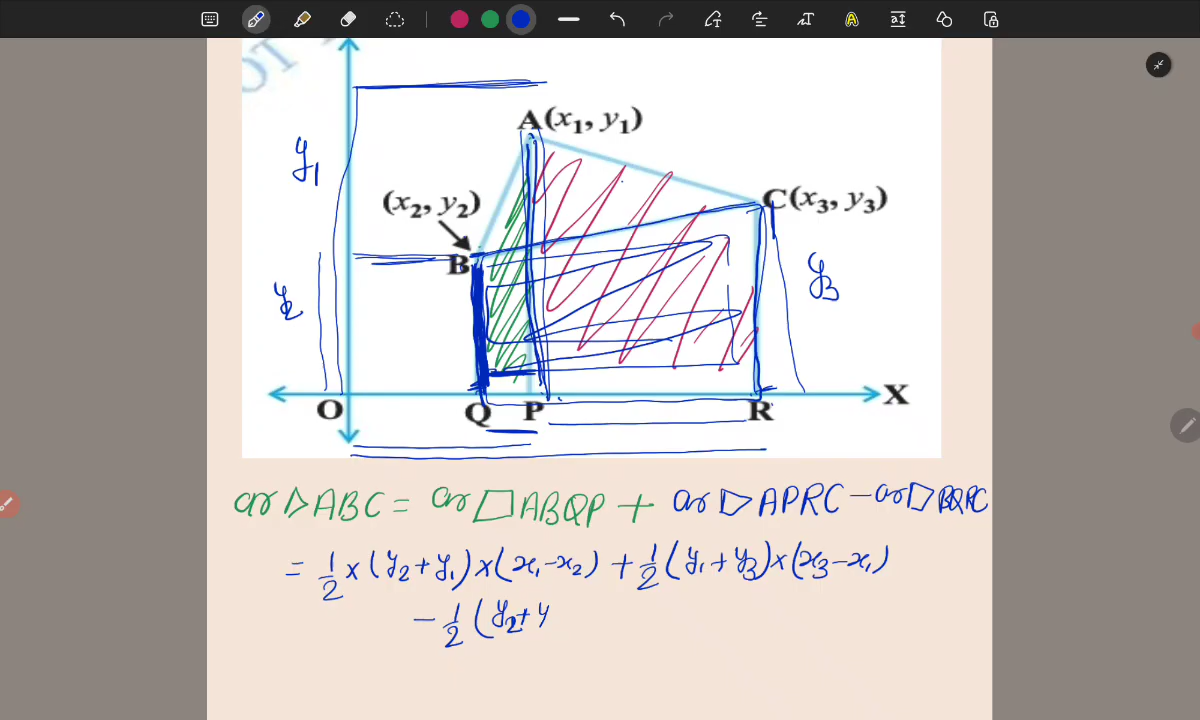 OT
A(x₁, y₁)
y₁
(x₂, y₂)
C(x₃, y₃)
B
y₂
y₃
O Q P R X
ar △ABC = ar □ABQP + ar ▷APRC - ar ▷BQRC
= 1/2 × (y₂ + y₁) × (x₁ - x₂) + 1/2 (y₁ + y₃) × (x₃ - x₁)
- 1/2 (y₂ + y